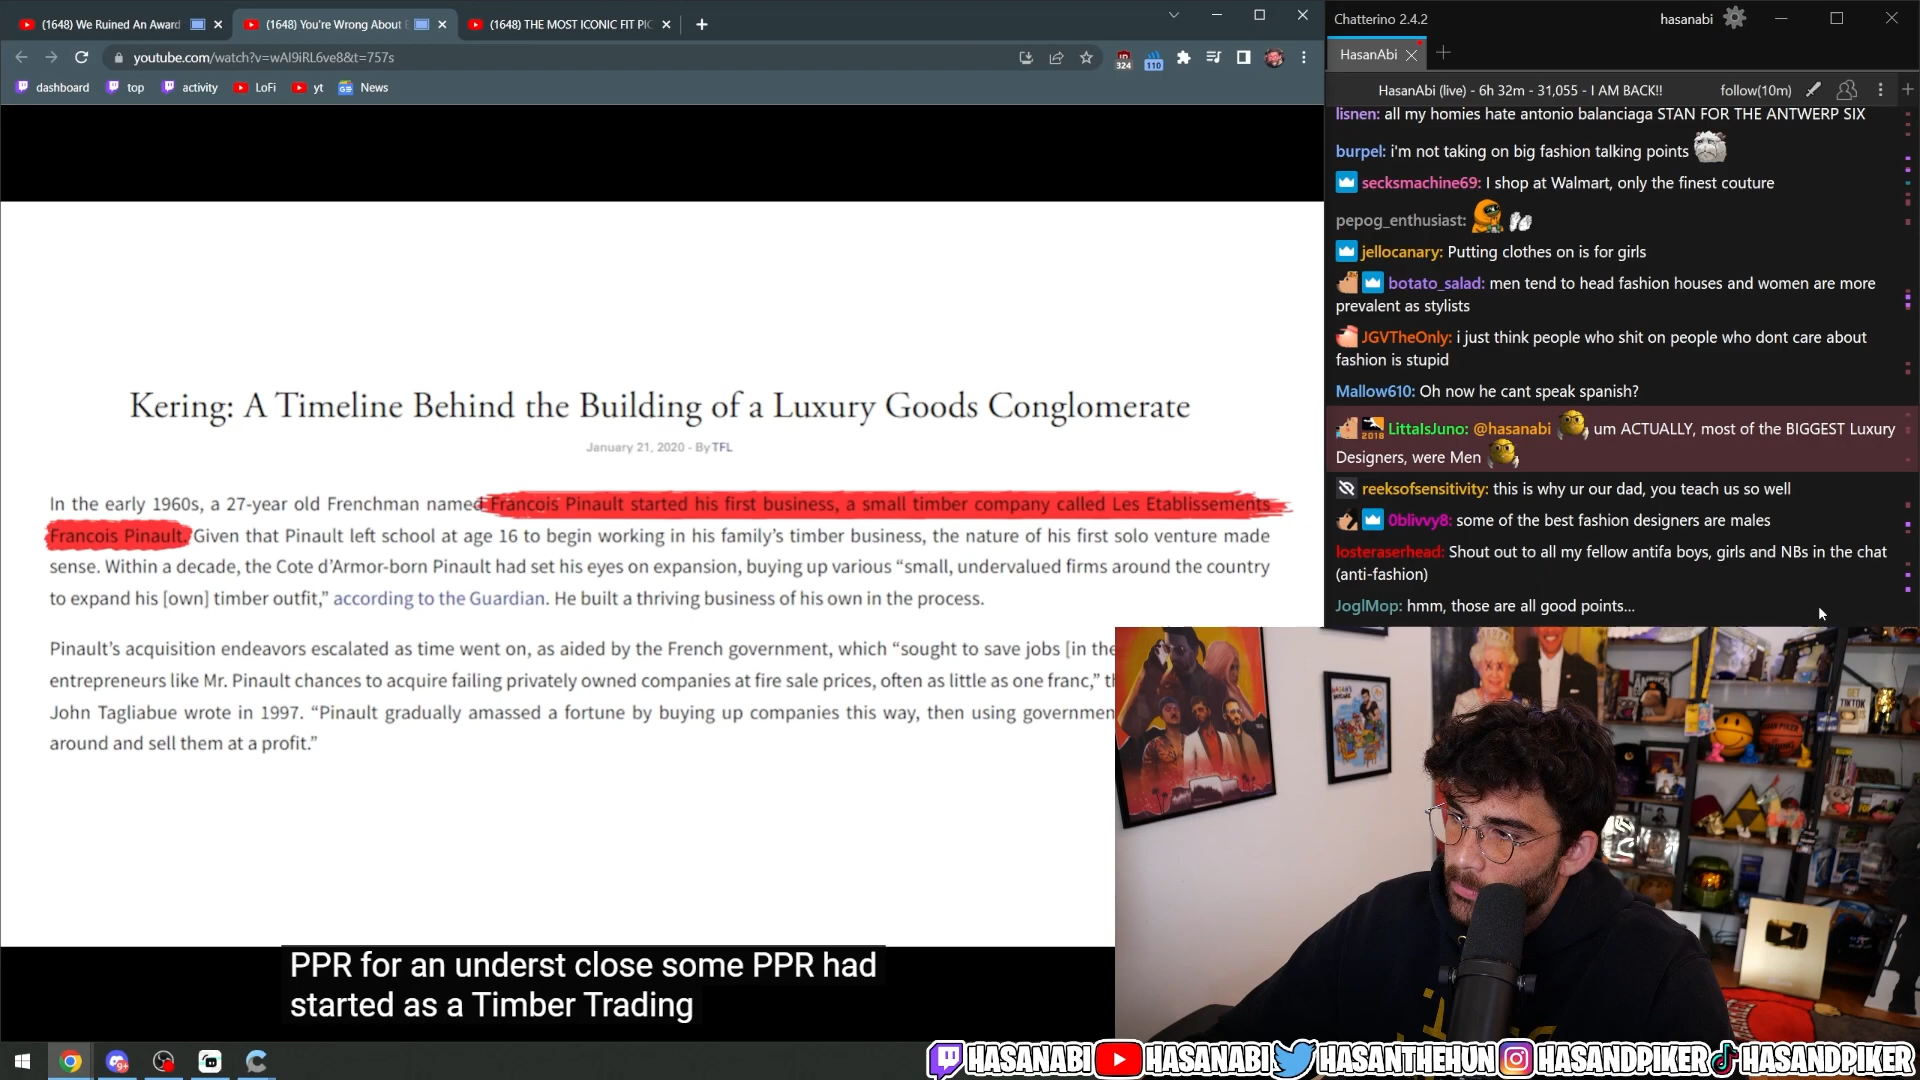 (1648) We Ruined An Award
(1648) You're Wrong About
(1648) THE MOST ICONIC FIT PIC
youtube.com/watch?v=wAI9iRL6ve8&t=757s
324
110
dashboard
top
activity
LoFi
yt
News
Kering: A Timeline Behind the Building of a Luxury Goods Conglomerate
January 21, 2020 - By TFL
In the early 1960s, a 27-year old Frenchman named Francois Pinault started his first business, a small timber company called Les Etablissements
Francois Pinault. Given that Pinault left school at age 16 to begin working in his family's timber business, the nature of his first solo venture made
sense. Within a decade, the Cote d'Armor-born Pinault had set his eyes on expansion, buying up various “small, undervalued firms around the country
to expand his [own] timber outfit,” according to the Guardian. He built a thriving business of his own in the process.
Pinault's acquisition endeavors escalated as time went on, as aided by the French government, which “sought to save jobs [in the
entrepreneurs like Mr. Pinault chances to acquire failing privately owned companies at fire sale prices, often as little as one franc,”
John Tagliabue wrote in 1997. “Pinault gradually amassed a fortune by buying up companies this way, then using
around and sell them at a profit.”
PPR for an underst close some PPR had
started as a Timber Trading
Chatterino 2.4.2
hasanabi
HasanAbi
HasanAbi (live) - 6h 32m - 31,055 - I AM BACK!!
follow(10m)
lisnen: all my homies hate antonio balanciaga STAN FOR THE ANTWERP SIX
burpel: i'm not taking on big fashion talking points
secksmachine69: I shop at Walmart, only the finest couture
pepog_enthusiast:
jellocanary: Putting clothes on is for girls
botato_salad: men tend to head fashion houses and women are more
prevalent as stylists
JGVTheOnly: i just think people who shit on people who dont care about
fashion is stupid
Mallow610: Oh now he cant speak spanish?
2018 LittaIsJuno: @hasanabi um ACTUALLY, most of the BIGGEST Luxury
Designers, were Men
reeksofsensitivity: this is why ur our dad, you teach us so well
0blivvy8: some of the best fashion designers are males
losteraserhead: Shout out to all my fellow antifa boys, girls and NBs in the chat
(anti-fashion)
JoglMop: hmm, those are all good points...
HASANABI
HASANABI
HASANTHEHUN
HASANDPIKER
HASANDPIKER